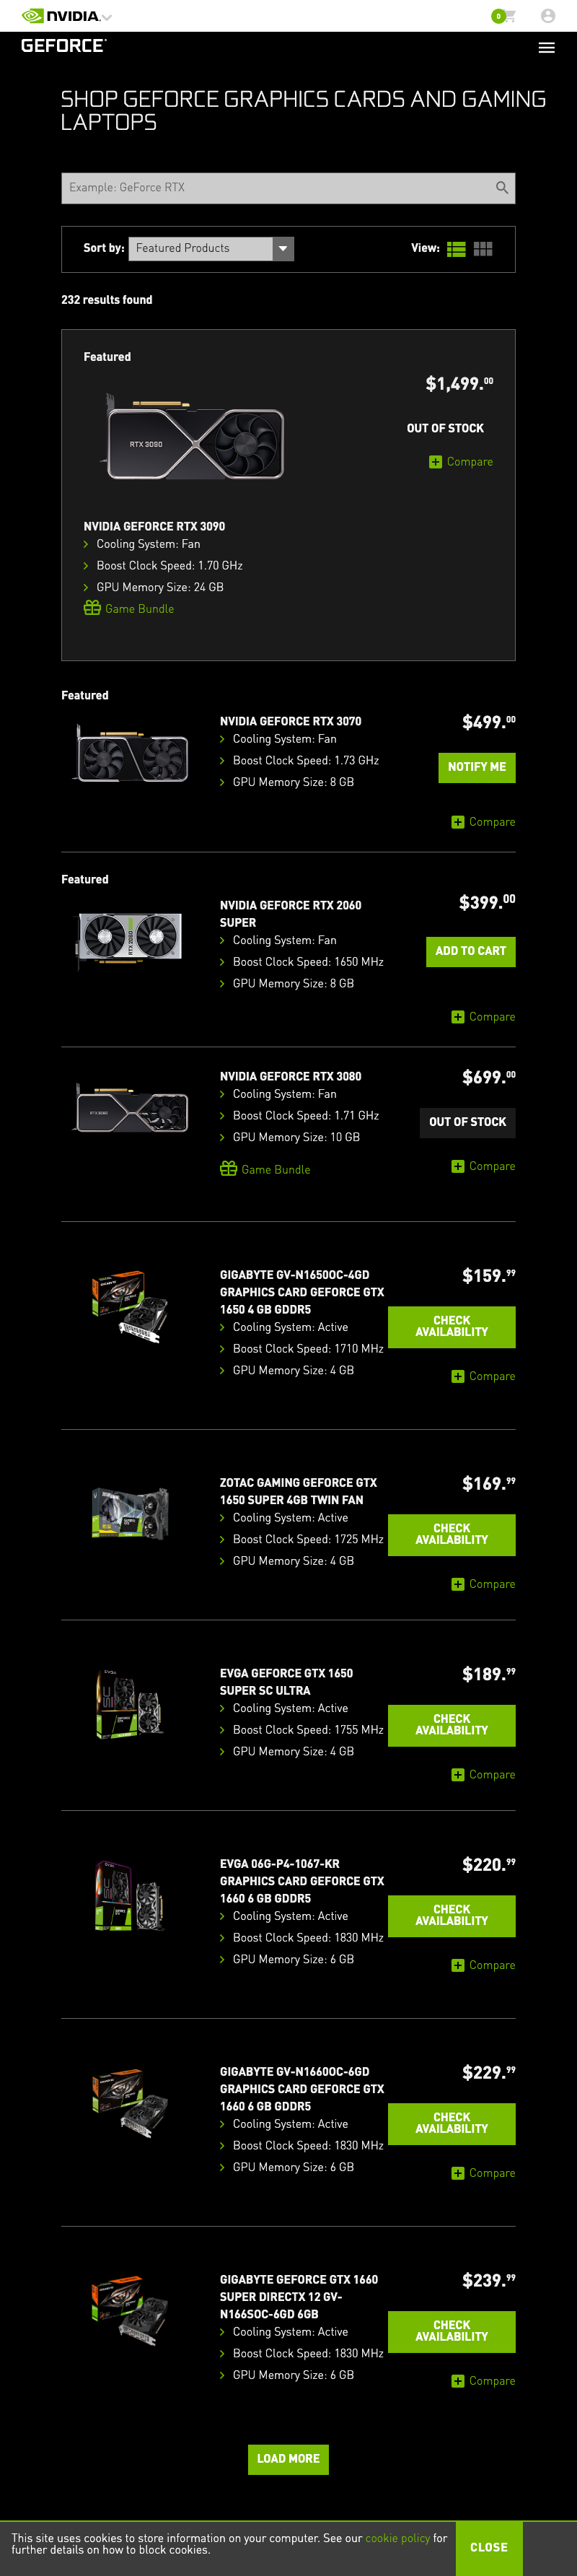 NVIDIA.
0
GEFORCE
SHOP GEFORCE GRAPHICS CARDS AND GAMING
LAPTOPS
Example: GeForce RTX
Sort by: Featured Products
View:
232 results found
Featured
$1,499.00
RTX 3090
OUT OF STOCK
Compare
NVIDIA GEFORCE RTX 3090
Cooling System: Fan
Boost Clock Speed: 1.70 GHz
GPU Memory Size: 24 GB
Game Bundle
Featured
NVIDIA GEFORCE RTX 3070
Cooling System: Fan
Boost Clock Speed: 1.73 GHz
GPU Memory Size: 8 GB
$499.00
NOTIFY ME
Compare
Featured
RTX 2060
NVIDIA GEFORCE RTX 2060
SUPER
Cooling System: Fan
Boost Clock Speed: 1650 MHz
GPU Memory Size: 8 GB
$399.00
ADD TO CART
Compare
NVIDIA GEFORCE RTX 3080
Cooling System: Fan
Boost Clock Speed: 1.71 GHz
GPU Memory Size: 10 GB
Game Bundle
$699.00
OUT OF STOCK
Compare
GIGABYTE GV-N1650OC-4GD
GRAPHICS CARD GEFORCE GTX
1650 4 GB GDDR5
Cooling System: Active
Boost Clock Speed: 1710 MHz
GPU Memory Size: 4 GB
$159.99
CHECK
AVAILABILITY
Compare
ZOTAC GAMING GEFORCE GTX
1650 SUPER 4GB TWIN FAN
Cooling System: Active
Boost Clock Speed: 1725 MHz
GPU Memory Size: 4 GB
$169.99
CHECK
AVAILABILITY
Compare
EVGA GEFORCE GTX 1650
SUPER SC ULTRA
Cooling System: Active
Boost Clock Speed: 1755 MHz
GPU Memory Size: 4 GB
$189.99
CHECK
AVAILABILITY
Compare
EVGA 06G-P4-1067-KR
GRAPHICS CARD GEFORCE GTX
1660 6 GB GDDR5
Cooling System: Active
Boost Clock Speed: 1830 MHz
GPU Memory Size: 6 GB
$220.99
CHECK
AVAILABILITY
Compare
GIGABYTE GV-N1660OC-6GD
GRAPHICS CARD GEFORCE GTX
1660 6 GB GDDR5
Cooling System: Active
Boost Clock Speed: 1830 MHz
GPU Memory Size: 6 GB
$229.99
CHECK
AVAILABILITY
Compare
GIGABYTE GEFORCE GTX 1660
SUPER DIRECTX 12 GV-
N166SOC-6GD 6GB
Cooling System: Active
Boost Clock Speed: 1830 MHz
GPU Memory Size: 6 GB
$239.99
CHECK
AVAILABILITY
Compare
LOAD MORE
This site uses cookies to store information on your computer. See our cookie policy for
further details on how to block cookies.
CLOSE